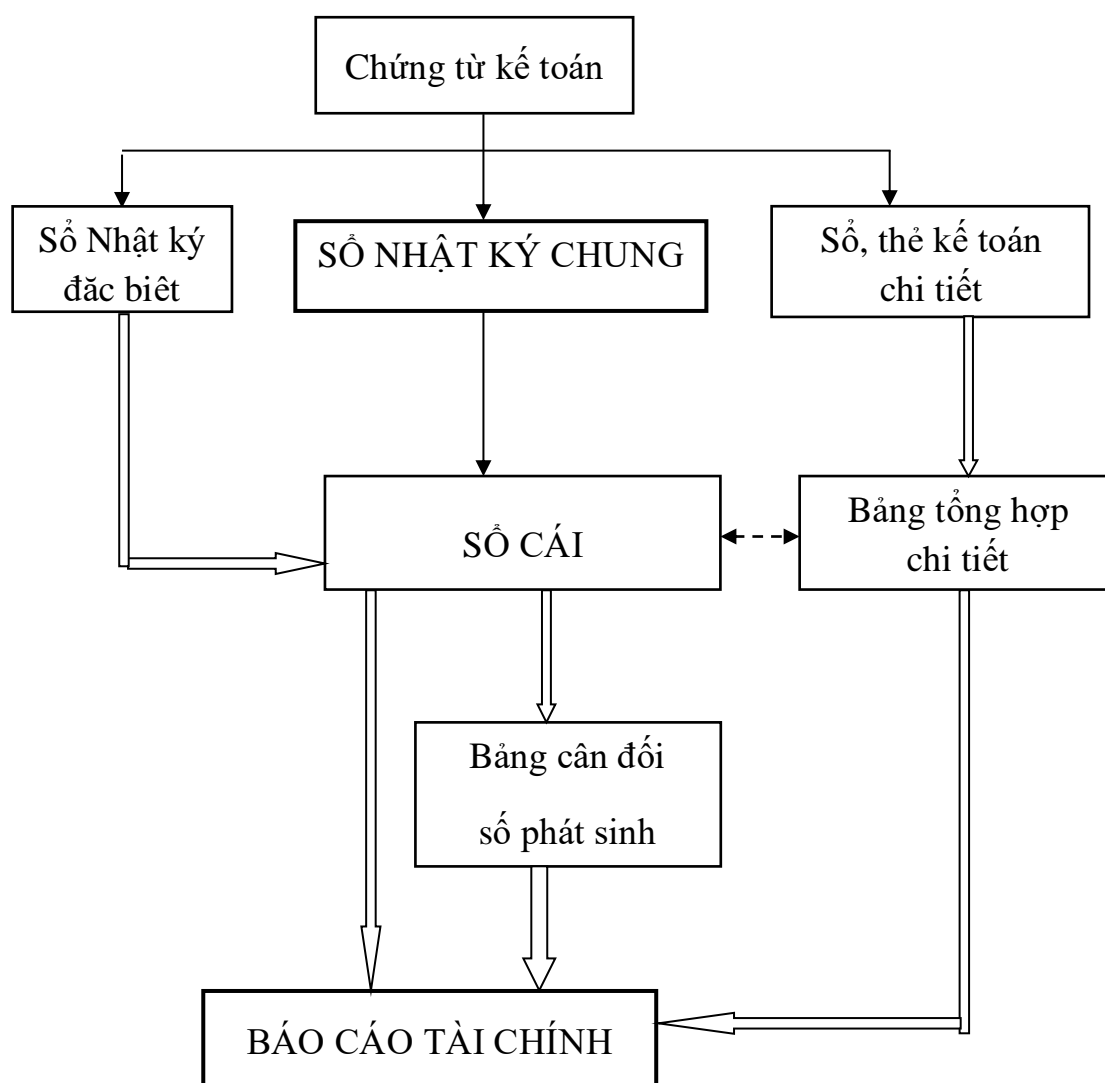 Chứng từ kế toán
Sổ Nhật ký
đăc biêt
SỔ NHẬT KÝ CHUNG
Sổ, thẻ kế toán
chi tiết
SỔ CÁI
Bảng tổng hợp
chi tiết
Bảng cân đối
số phát sinh
BÁO CÁO TÀI CHÍNH